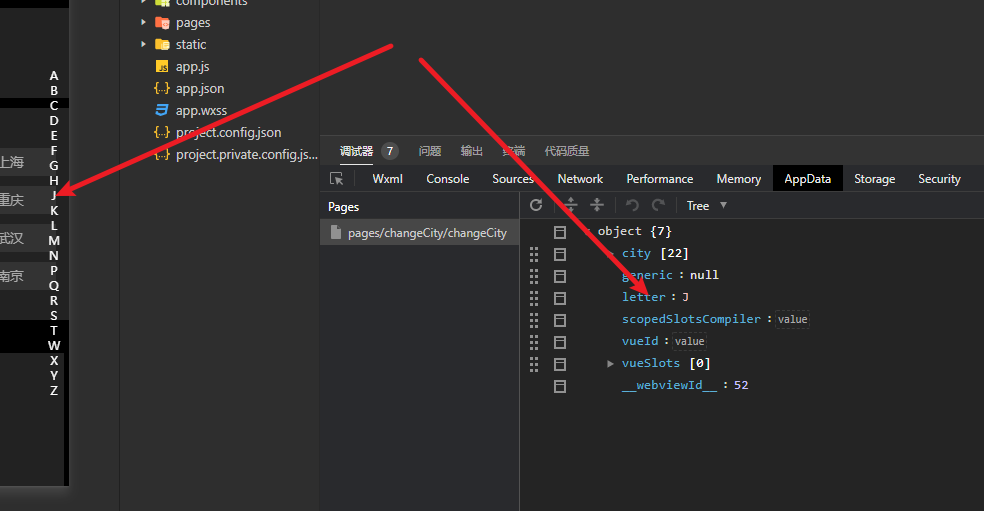 components
pages
static
JS app.js
{..} app.json
app.wxss
{..} project.config.json
{..} project.private.config.js...
A
B
C
D
E
F
G
H
J
K
L
M
N
P
Q
R
S
T
W
X
Y
Z
上海
重庆
武汉
南京
调试器 7 问题 输出 终端 代码质量
Wxml Console Sources Network Performance Memory AppData Storage Security
Pages
Tree
pages/changeCity/changeCity
object {7}
city [22]
generic : null
letter : J
scopedSlotsCompiler : value
vueId : value
vueSlots [0]
__webviewId__ : 52